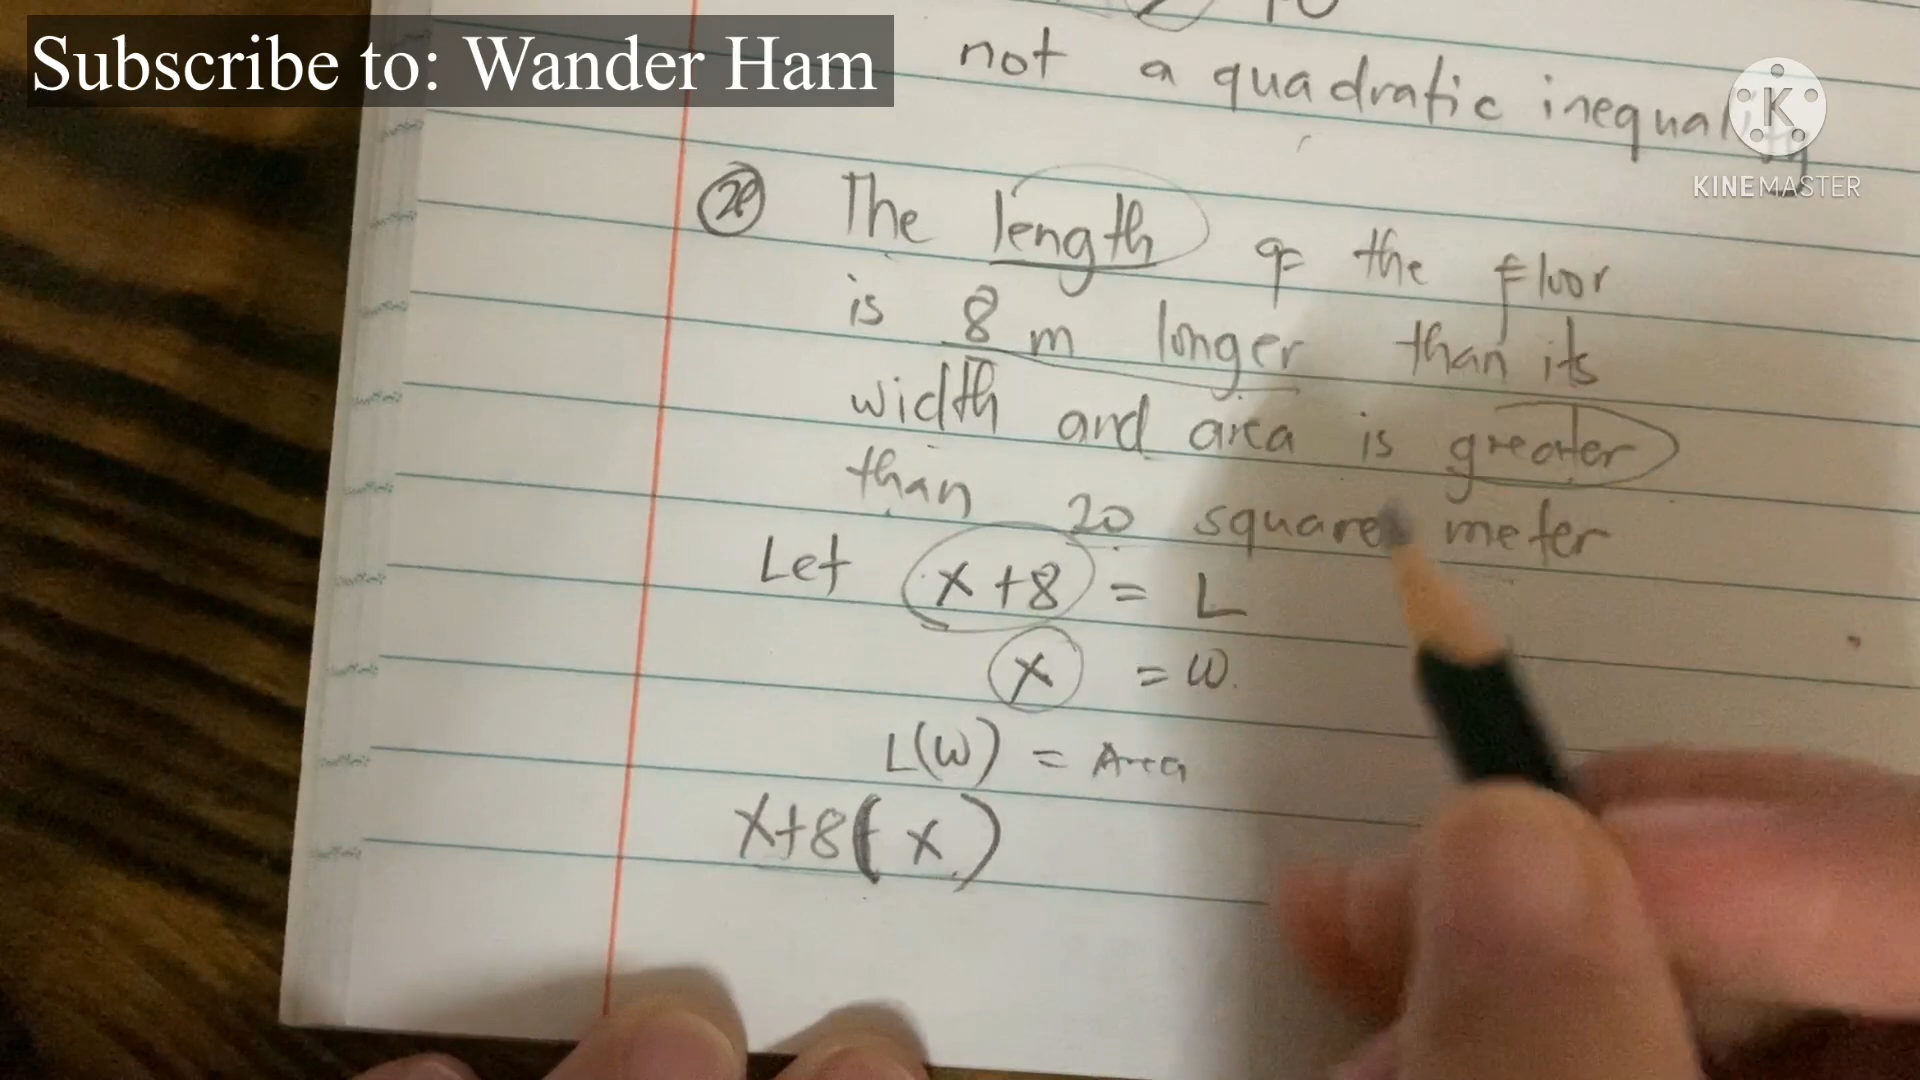 Subscribe to: Wander Ham
not a quadratic inequality
K
KINEMASTER
The length of the floor
is 8 m longer than its
width and area is greater
than 20 square meter
Let x+8 = L
x = W.
L(W) = Area
x+8(x)